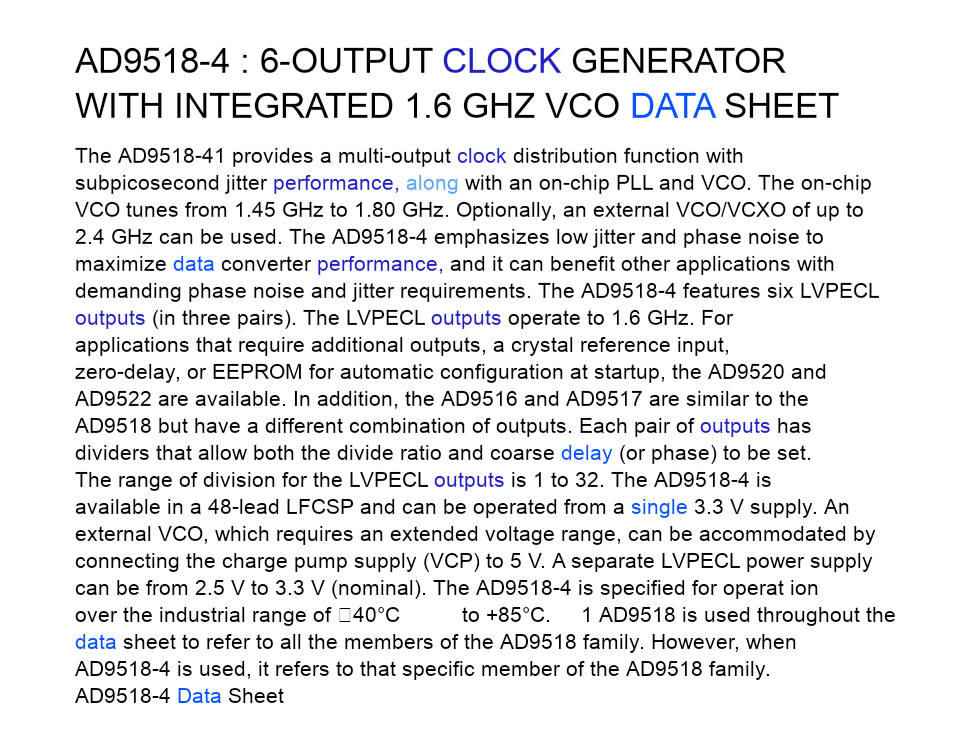 AD9518-4 : 6-OUTPUT CLOCK GENERATOR
WITH INTEGRATED 1.6 GHZ VCO DATA SHEET
The AD9518-41 provides a multi-output clock distribution function with
subpicosecond jitter performance, along with an on-chip PLL and VCO. The on-chip
VCO tunes from 1.45 GHz to 1.80 GHz. Optionally, an external VCO/VCXO of up to
2.4 GHz can be used. The AD9518-4 emphasizes low jitter and phase noise to
maximize data converter performance, and it can benefit other applications with
demanding phase noise and jitter requirements. The AD9518-4 features six LVPECL
outputs (in three pairs). The LVPECL outputs operate to 1.6 GHz. For
applications that require additional outputs, a crystal reference input,
zero-delay, or EEPROM for automatic configuration at startup, the AD9520 and
AD9522 are available. In addition, the AD9516 and AD9517 are similar to the
AD9518 but have a different combination of outputs. Each pair of outputs has
dividers that allow both the divide ratio and coarse delay (or phase) to be set.
The range of division for the LVPECL outputs is 1 to 32. The AD9518-4 is
available in a 48-lead LFCSP and can be operated from a single 3.3 V supply. An
external VCO, which requires an extended voltage range, can be accommodated by
connecting the charge pump supply (VCP) to 5 V. A separate LVPECL power supply
can be from 2.5 V to 3.3 V (nominal). The AD9518-4 is specified for operat ion
over the industrial range of □40°C to +85°C. 1 AD9518 is used throughout the
data sheet to refer to all the members of the AD9518 family. However, when
AD9518-4 is used, it refers to that specific member of the AD9518 family.
AD9518-4 Data Sheet